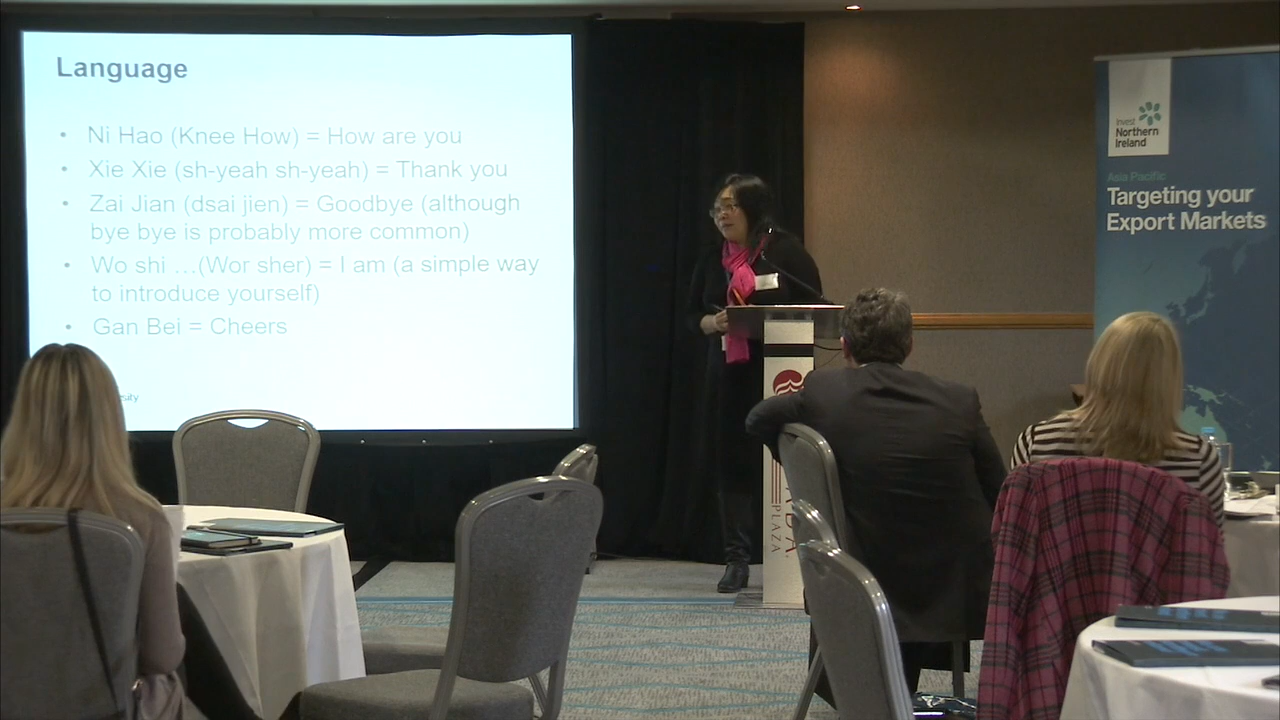 Language
• Ni Hao (Knee How) = How are you
• Xie Xie (sh-yeah sh-yeah) = Thank you
• Zai Jian (dsai jien) = Goodbye (although
bye bye is probably more common)
• Wo shi …(Wor sher) = I am (a simple way
to introduce yourself)
• Gan Bei = Cheers
Invest
Northern
Ireland
Asia Pacific
Targeting your
Export Markets
PLAZA